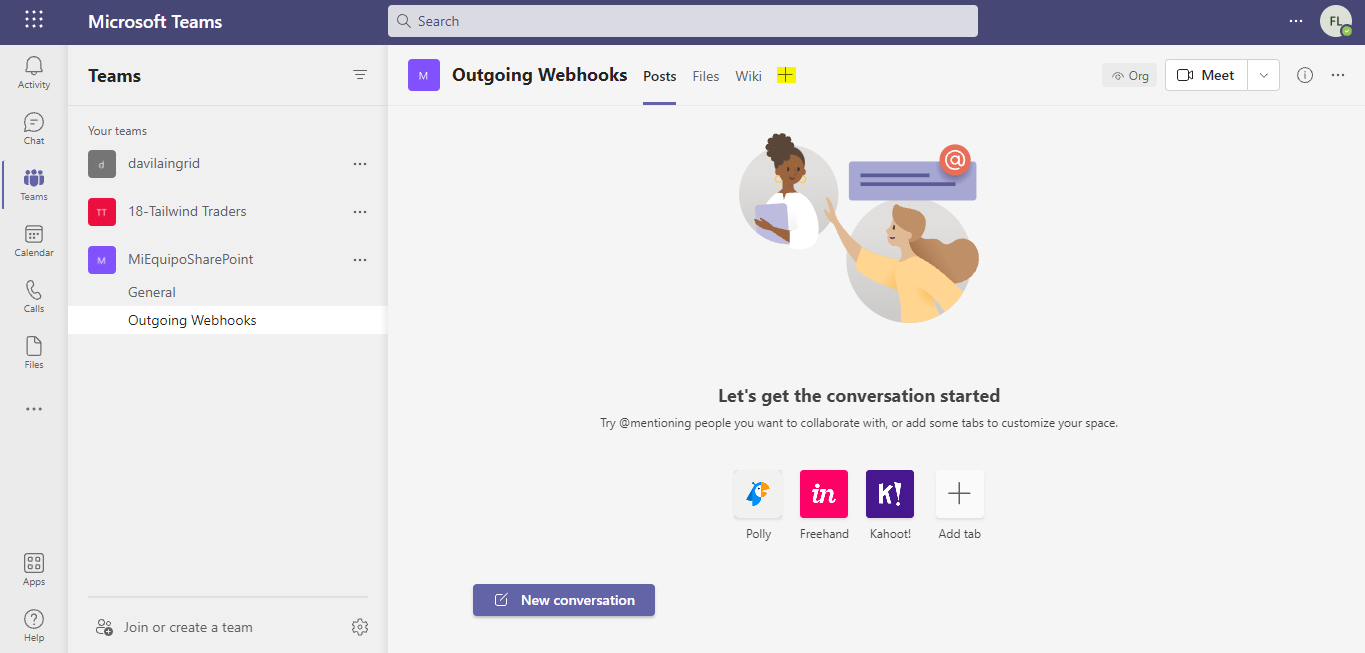 Microsoft Teams
Search
FL
Activity
Chat
Teams
Calendar
Calls
Files
Apps
Help
Teams
Your teams
d
davilaingrid
TT
18-Tailwind Traders
M
MiEquipoSharePoint
General
Outgoing Webhooks
Join or create a team
M
Outgoing Webhooks
Posts
Files
Wiki
Org
Meet
@
Let's get the conversation started
Try @mentioning people you want to collaborate with, or add some tabs to customize your space.
in
K!
Polly
Freehand
Kahoot!
Add tab
New conversation